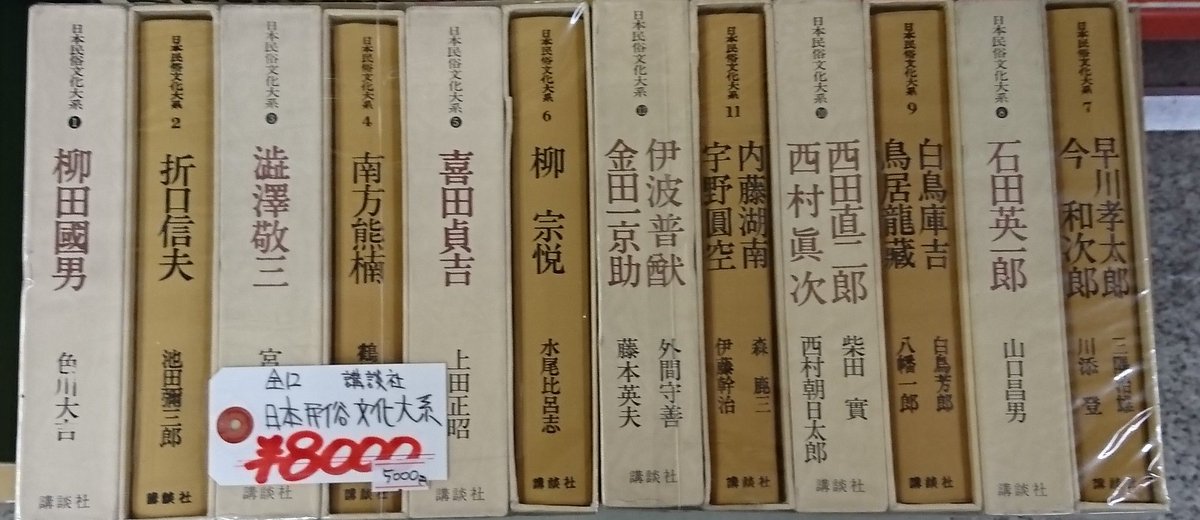 日本民俗文化大系 1
柳田國男
色川大吉
講談社
日本民俗文化大系 2
折口信夫
池田彌三郎
講談社
日本民俗文化大系 3
澁澤敬三
宮
講談社
日本民俗文化大系 4
南方熊楠
鶴
講談社
日本民俗文化大系 5
喜田貞吉
上田正昭
講談社
日本民俗文化大系 6
柳 宗悦
水尾比呂志
講談社
日本民俗文化大系 12
伊波普猷
金田一京助
外間守善
藤本英夫
講談社
日本民俗文化大系 11
内藤湖南
宇野圓空
森 鹿三
伊藤幹治
講談社
日本民俗文化大系 10
西田直二郎
西村眞次
柴田 實
西村朝日太郎
講談社
日本民俗文化大系 9
白鳥庫吉
鳥居龍藏
白鳥芳郎
八幡一郎
講談社
日本民俗文化大系 8
石田英一郎
山口昌男
講談社
日本民俗文化大系 7
早川孝太郎
今 和次郎
三隅治雄
川添 登
講談社
全口 講談社
日本民俗文化大系
¥8000
5000円